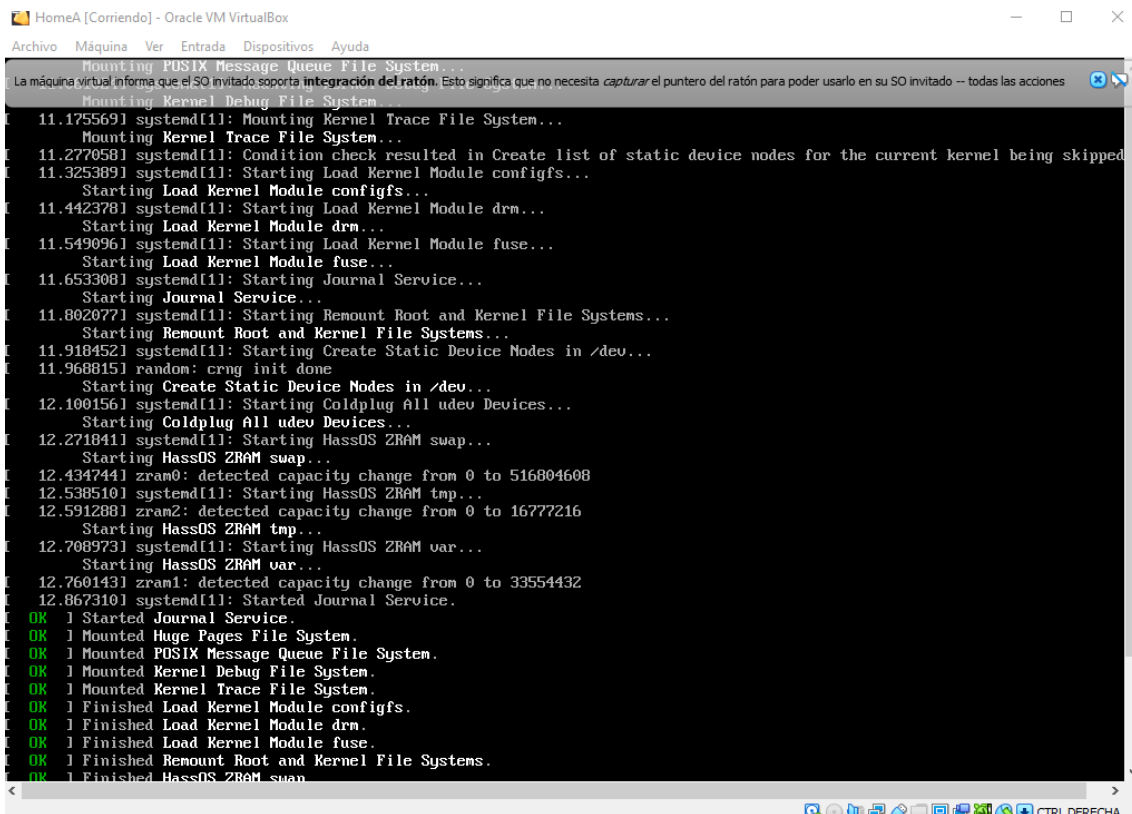 HomeA [Corriendo] - Oracle VM VirtualBox
Archivo Máquina Ver Entrada Dispositivos Ayuda
Mounting POSIX Message Queue File System...
La máquina virtual informa que el SO invitado soporta integración del ratón. Esto significa que no necesita capturar el puntero del ratón para poder usarlo en su SO invitado -- todas las acciones
Mounting Kernel Debug File System...
[ 11.175569] systemd[1]: Mounting Kernel Trace File System...
Mounting Kernel Trace File System...
[ 11.277058] systemd[1]: Condition check resulted in Create list of static device nodes for the current kernel being skipped
[ 11.325389] systemd[1]: Starting Load Kernel Module configfs...
Starting Load Kernel Module configfs...
[ 11.442378] systemd[1]: Starting Load Kernel Module drm...
Starting Load Kernel Module drm...
[ 11.549096] systemd[1]: Starting Load Kernel Module fuse...
Starting Load Kernel Module fuse...
[ 11.653308] systemd[1]: Starting Journal Service...
Starting Journal Service...
[ 11.802077] systemd[1]: Starting Remount Root and Kernel File Systems...
Starting Remount Root and Kernel File Systems...
[ 11.918452] systemd[1]: Starting Create Static Device Nodes in /dev...
[ 11.968815] random: crng init done
Starting Create Static Device Nodes in /dev...
[ 12.100156] systemd[1]: Starting Coldplug All udev Devices...
Starting Coldplug All udev Devices...
[ 12.271841] systemd[1]: Starting HassOS ZRAM swap...
Starting HassOS ZRAM swap...
[ 12.434744] zram0: detected capacity change from 0 to 516804608
[ 12.538510] systemd[1]: Starting HassOS ZRAM tmp...
[ 12.591288] zram2: detected capacity change from 0 to 16777216
Starting HassOS ZRAM tmp...
[ 12.708973] systemd[1]: Starting HassOS ZRAM var...
Starting HassOS ZRAM var...
[ 12.760143] zram1: detected capacity change from 0 to 33554432
[ 12.867310] systemd[1]: Started Journal Service.
[ OK ] Started Journal Service.
[ OK ] Mounted Huge Pages File System.
[ OK ] Mounted POSIX Message Queue File System.
[ OK ] Mounted Kernel Debug File System.
[ OK ] Mounted Kernel Trace File System.
[ OK ] Finished Load Kernel Module configfs.
[ OK ] Finished Load Kernel Module drm.
[ OK ] Finished Load Kernel Module fuse.
[ OK ] Finished Remount Root and Kernel File Systems.
[ OK ] Finished HassOS ZRAM swap
CTRL DERECHA